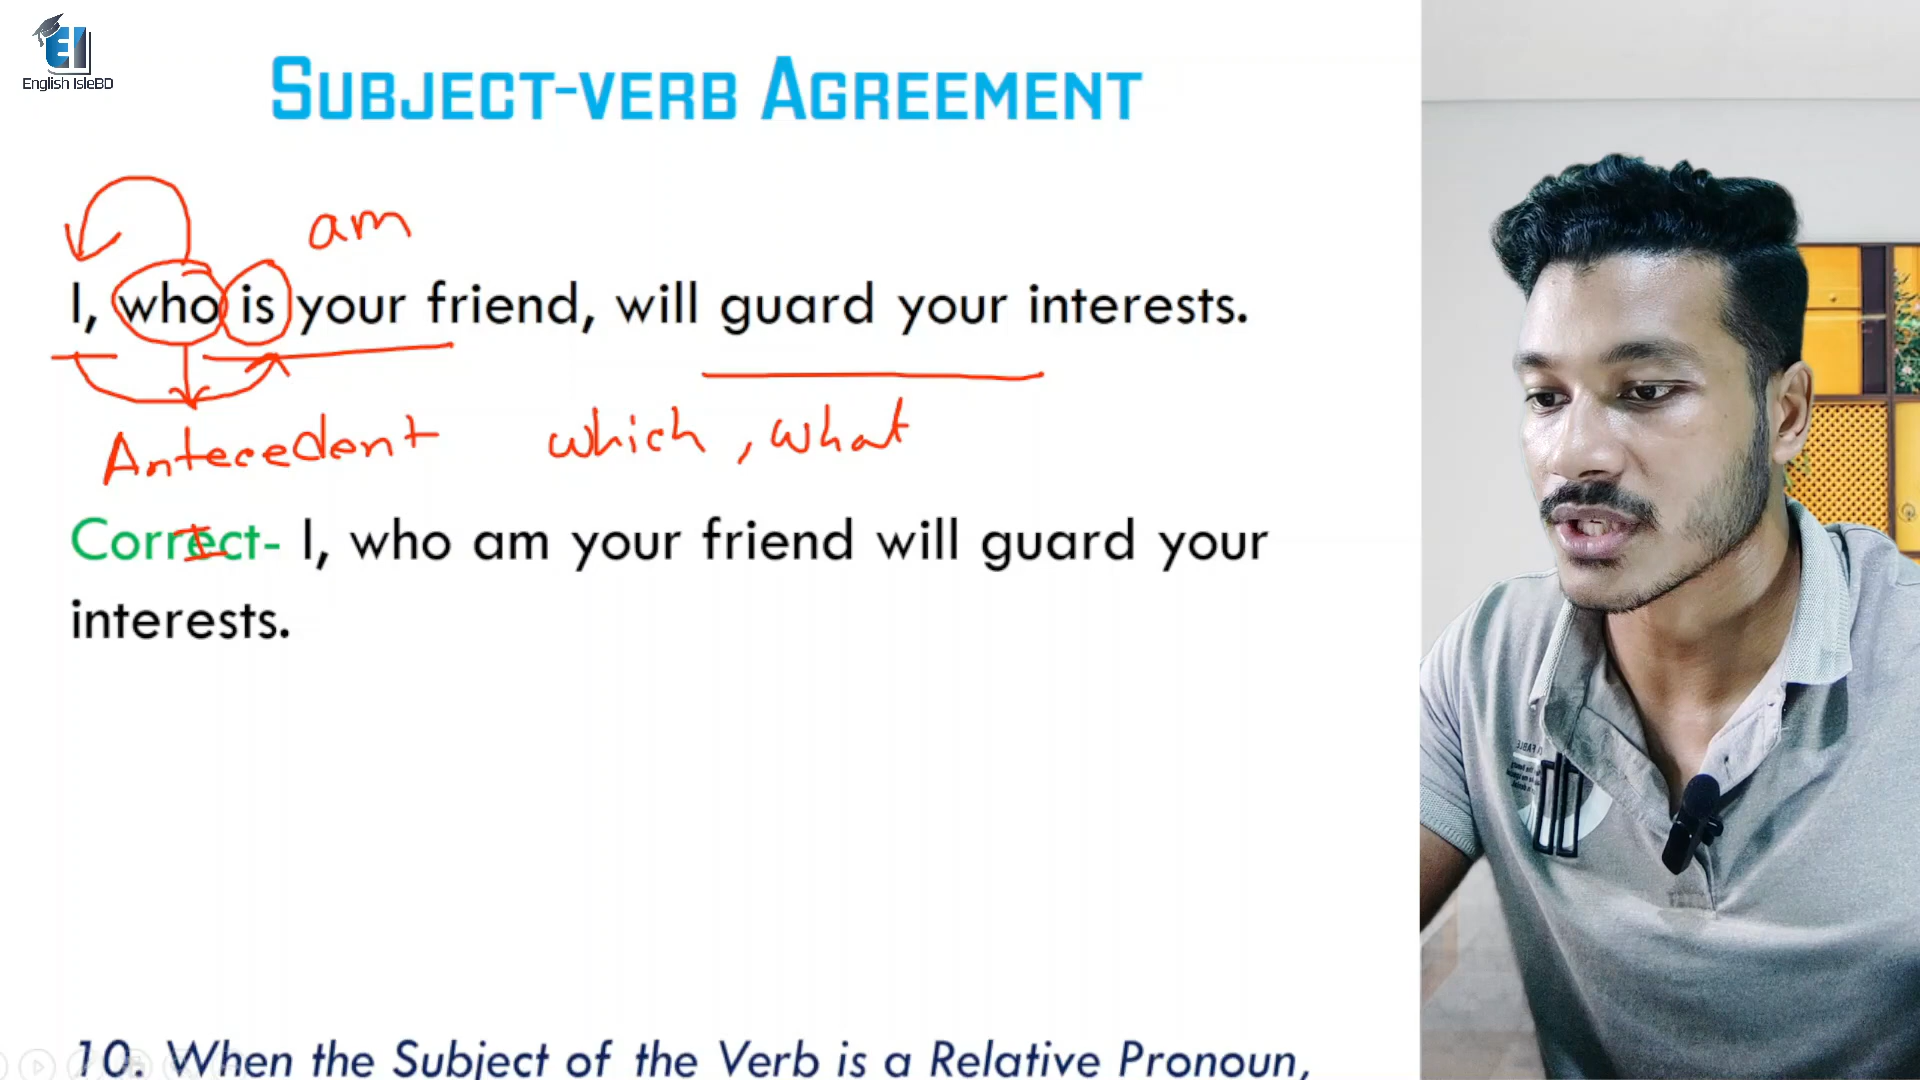 EI
English IsleBD
SUBJECT-VERB AGREEMENT
am
I, who is your friend, will guard your interests.
Antecedent which, what
I
Correct- I, who am your friend will guard your
interests.
10. When the Subject of the Verb is a Relative Pronoun,